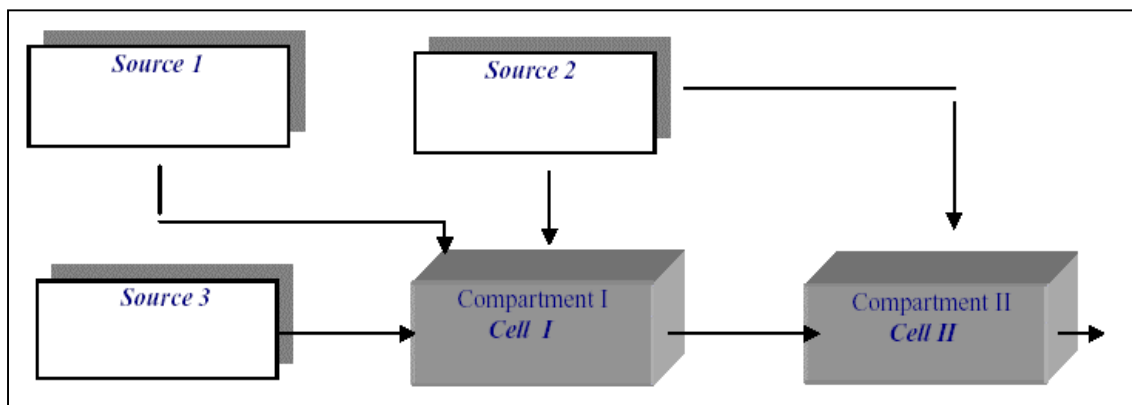 Source 1
Source 2
Source 3
Compartment I
Cell I
Compartment II
Cell II